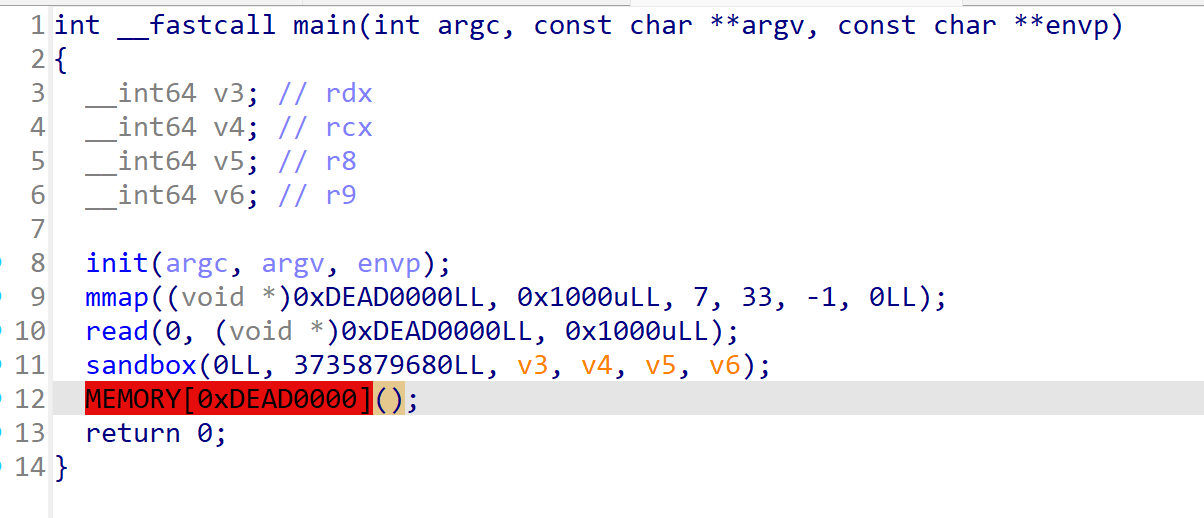 1 int __fastcall main(int argc, const char **argv, const char **envp)
2 {
3   __int64 v3; // rdx
4   __int64 v4; // rcx
5   __int64 v5; // r8
6   __int64 v6; // r9
7
8   init(argc, argv, envp);
9   mmap((void *)0xDEAD0000LL, 0x1000uLL, 7, 33, -1, 0LL);
10   read(0, (void *)0xDEAD0000LL, 0x1000uLL);
11   sandbox(0LL, 3735879680LL, v3, v4, v5, v6);
12   MEMORY[0xDEAD0000]();
13   return 0;
14 }